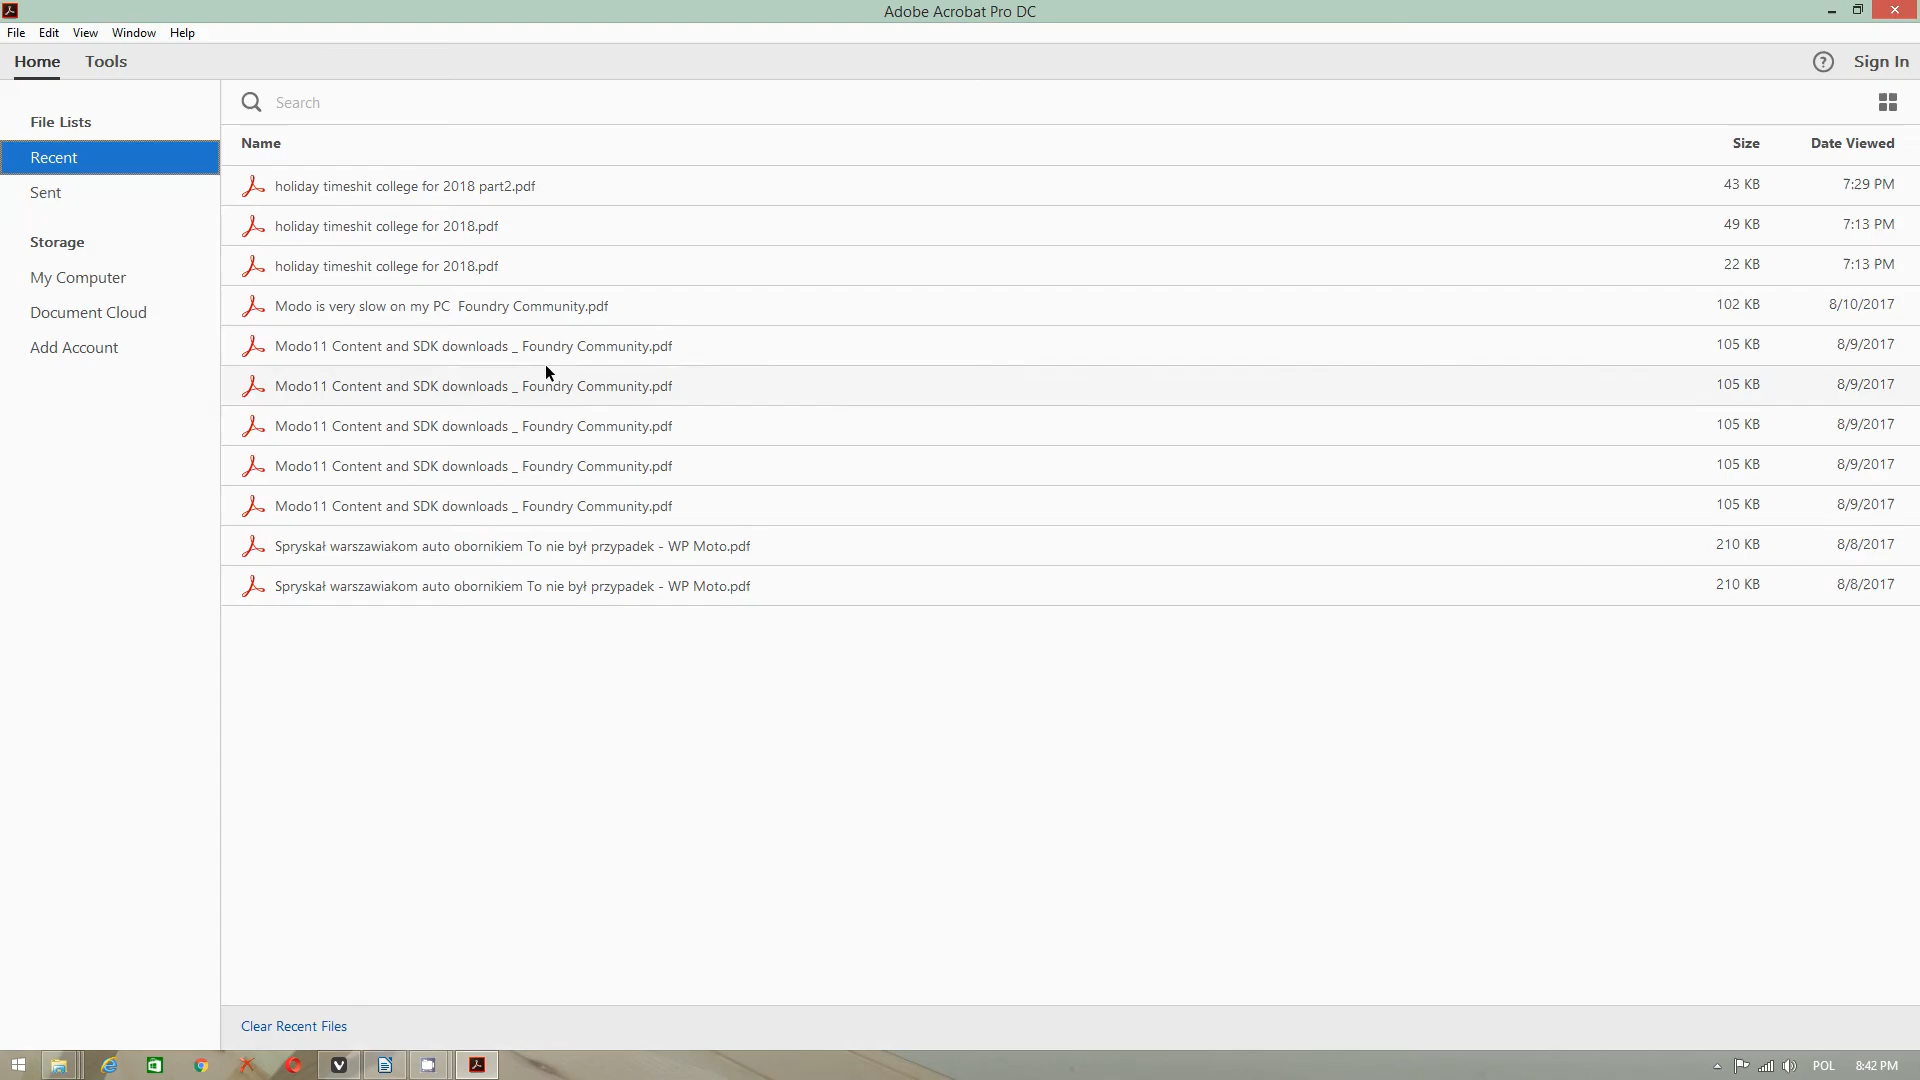 Adobe Acrobat Pro DC
File Edit View Window Help
Home Tools
Sign In
File Lists
Recent
Sent
Storage
My Computer
Document Cloud
Add Account
Search
Name Size Date Viewed
holiday timeshit college for 2018 part2.pdf 43 KB 7:29 PM
holiday timeshit college for 2018.pdf 49 KB 7:13 PM
holiday timeshit college for 2018.pdf 22 KB 7:13 PM
Modo is very slow on my PC  Foundry Community.pdf 102 KB 8/10/2017
Modo11 Content and SDK downloads _ Foundry Community.pdf 105 KB 8/9/2017
Modo11 Content and SDK downloads _ Foundry Community.pdf 105 KB 8/9/2017
Modo11 Content and SDK downloads _ Foundry Community.pdf 105 KB 8/9/2017
Modo11 Content and SDK downloads _ Foundry Community.pdf 105 KB 8/9/2017
Modo11 Content and SDK downloads _ Foundry Community.pdf 105 KB 8/9/2017
Spryskał warszawiakom auto obornikiem To nie był przypadek - WP Moto.pdf 210 KB 8/8/2017
Spryskał warszawiakom auto obornikiem To nie był przypadek - WP Moto.pdf 210 KB 8/8/2017
Clear Recent Files
POL 8:42 PM